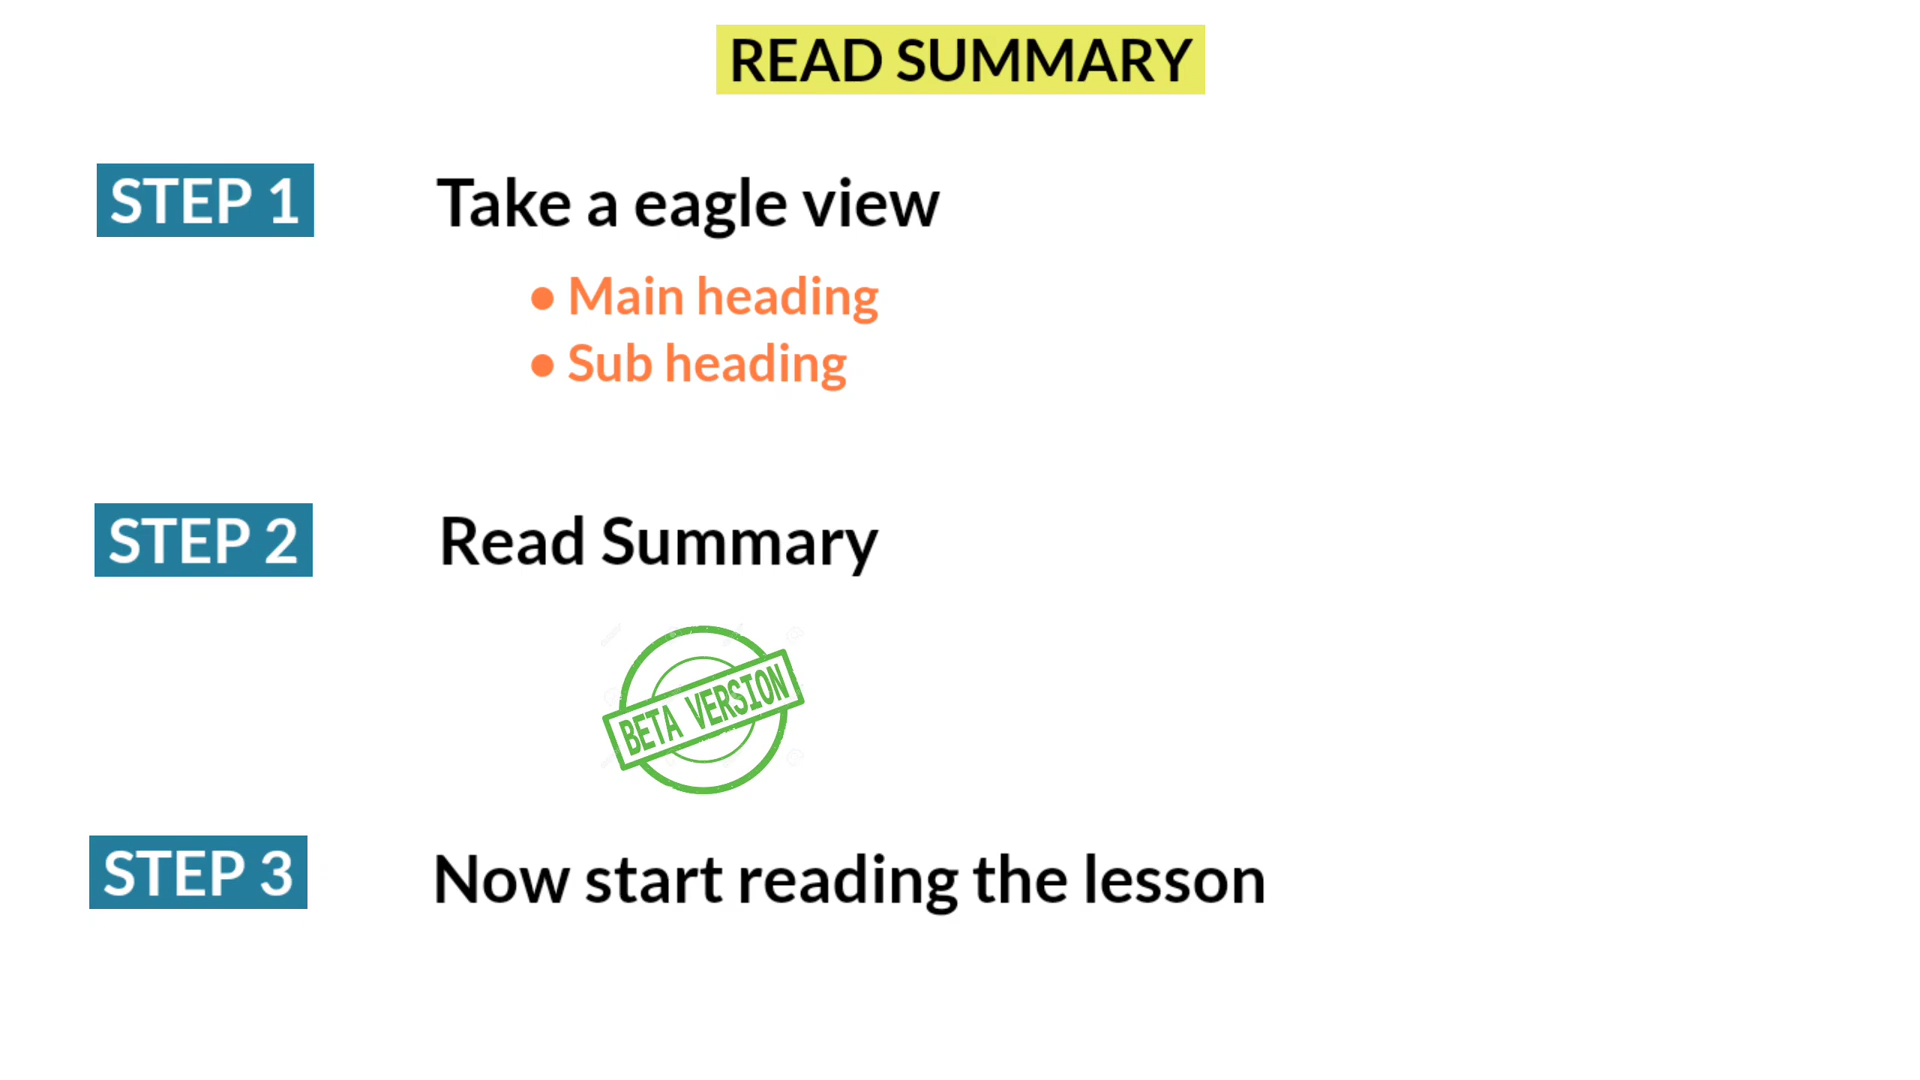 READ SUMMARY
STEP 1
Take a eagle view
• Main heading
• Sub heading
STEP 2
Read Summary
BETA VERSION
STEP 3
Now start reading the lesson